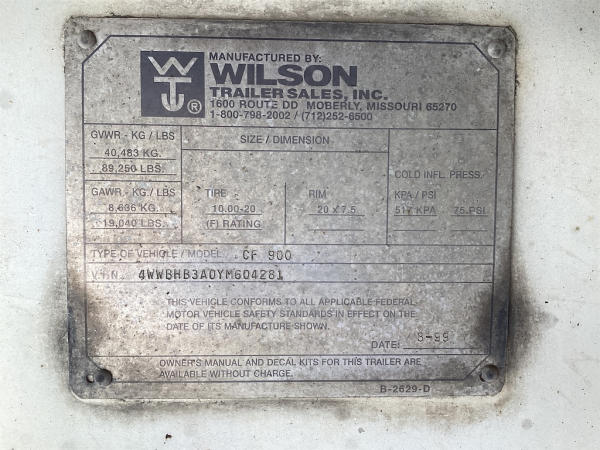 MANUFACTURED BY:
WILSON
TRAILER SALES, INC.
1600 ROUTE DD MOBERLY, MISSOURI 65270
1-800-798-2002 / (712)252-6500
GVWR - KG / LBS
40,483 KG.
89,250 LBS.
GAWR - KG / LBS
8,636 KG.
19,040 LBS.
SIZE / DIMENSION
TIRE
10.00-20
(F) RATING
RIM
20 x 7.5
COLD INFL. PRESS.
KPA / PSI
517 KPA 75 PSI
TYPE OF VEHICLE / MODEL CF 900
V.I.N. 4WWBHB3A0YM604281
THIS VEHICLE CONFORMS TO ALL APPLICABLE FEDERAL
MOTOR VEHICLE SAFETY STANDARDS IN EFFECT ON THE
DATE OF ITS MANUFACTURE SHOWN.
DATE: -99
OWNER'S MANUAL AND DECAL KITS FOR THIS TRAILER ARE
AVAILABLE WITHOUT CHARGE.
B-2629-D